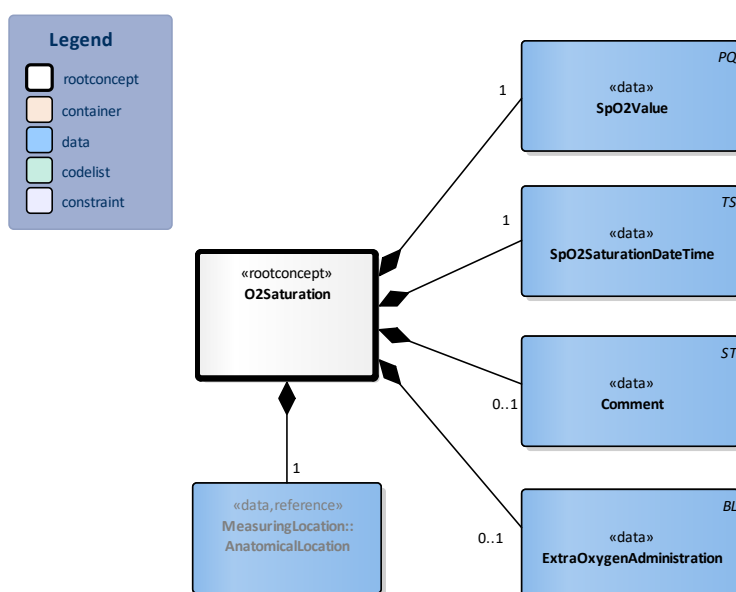 Legend
rootconcept
container
data
codelist
constraint
PQ
«data»
SpO2Value
1
TS
«data»
SpO2SaturationDateTime
1
«rootconcept»
O2Saturation
ST
«data»
Comment
0..1
1
«data,reference»
MeasuringLocation::
AnatomicalLocation
BL
«data»
ExtraOxygenAdministration
0..1